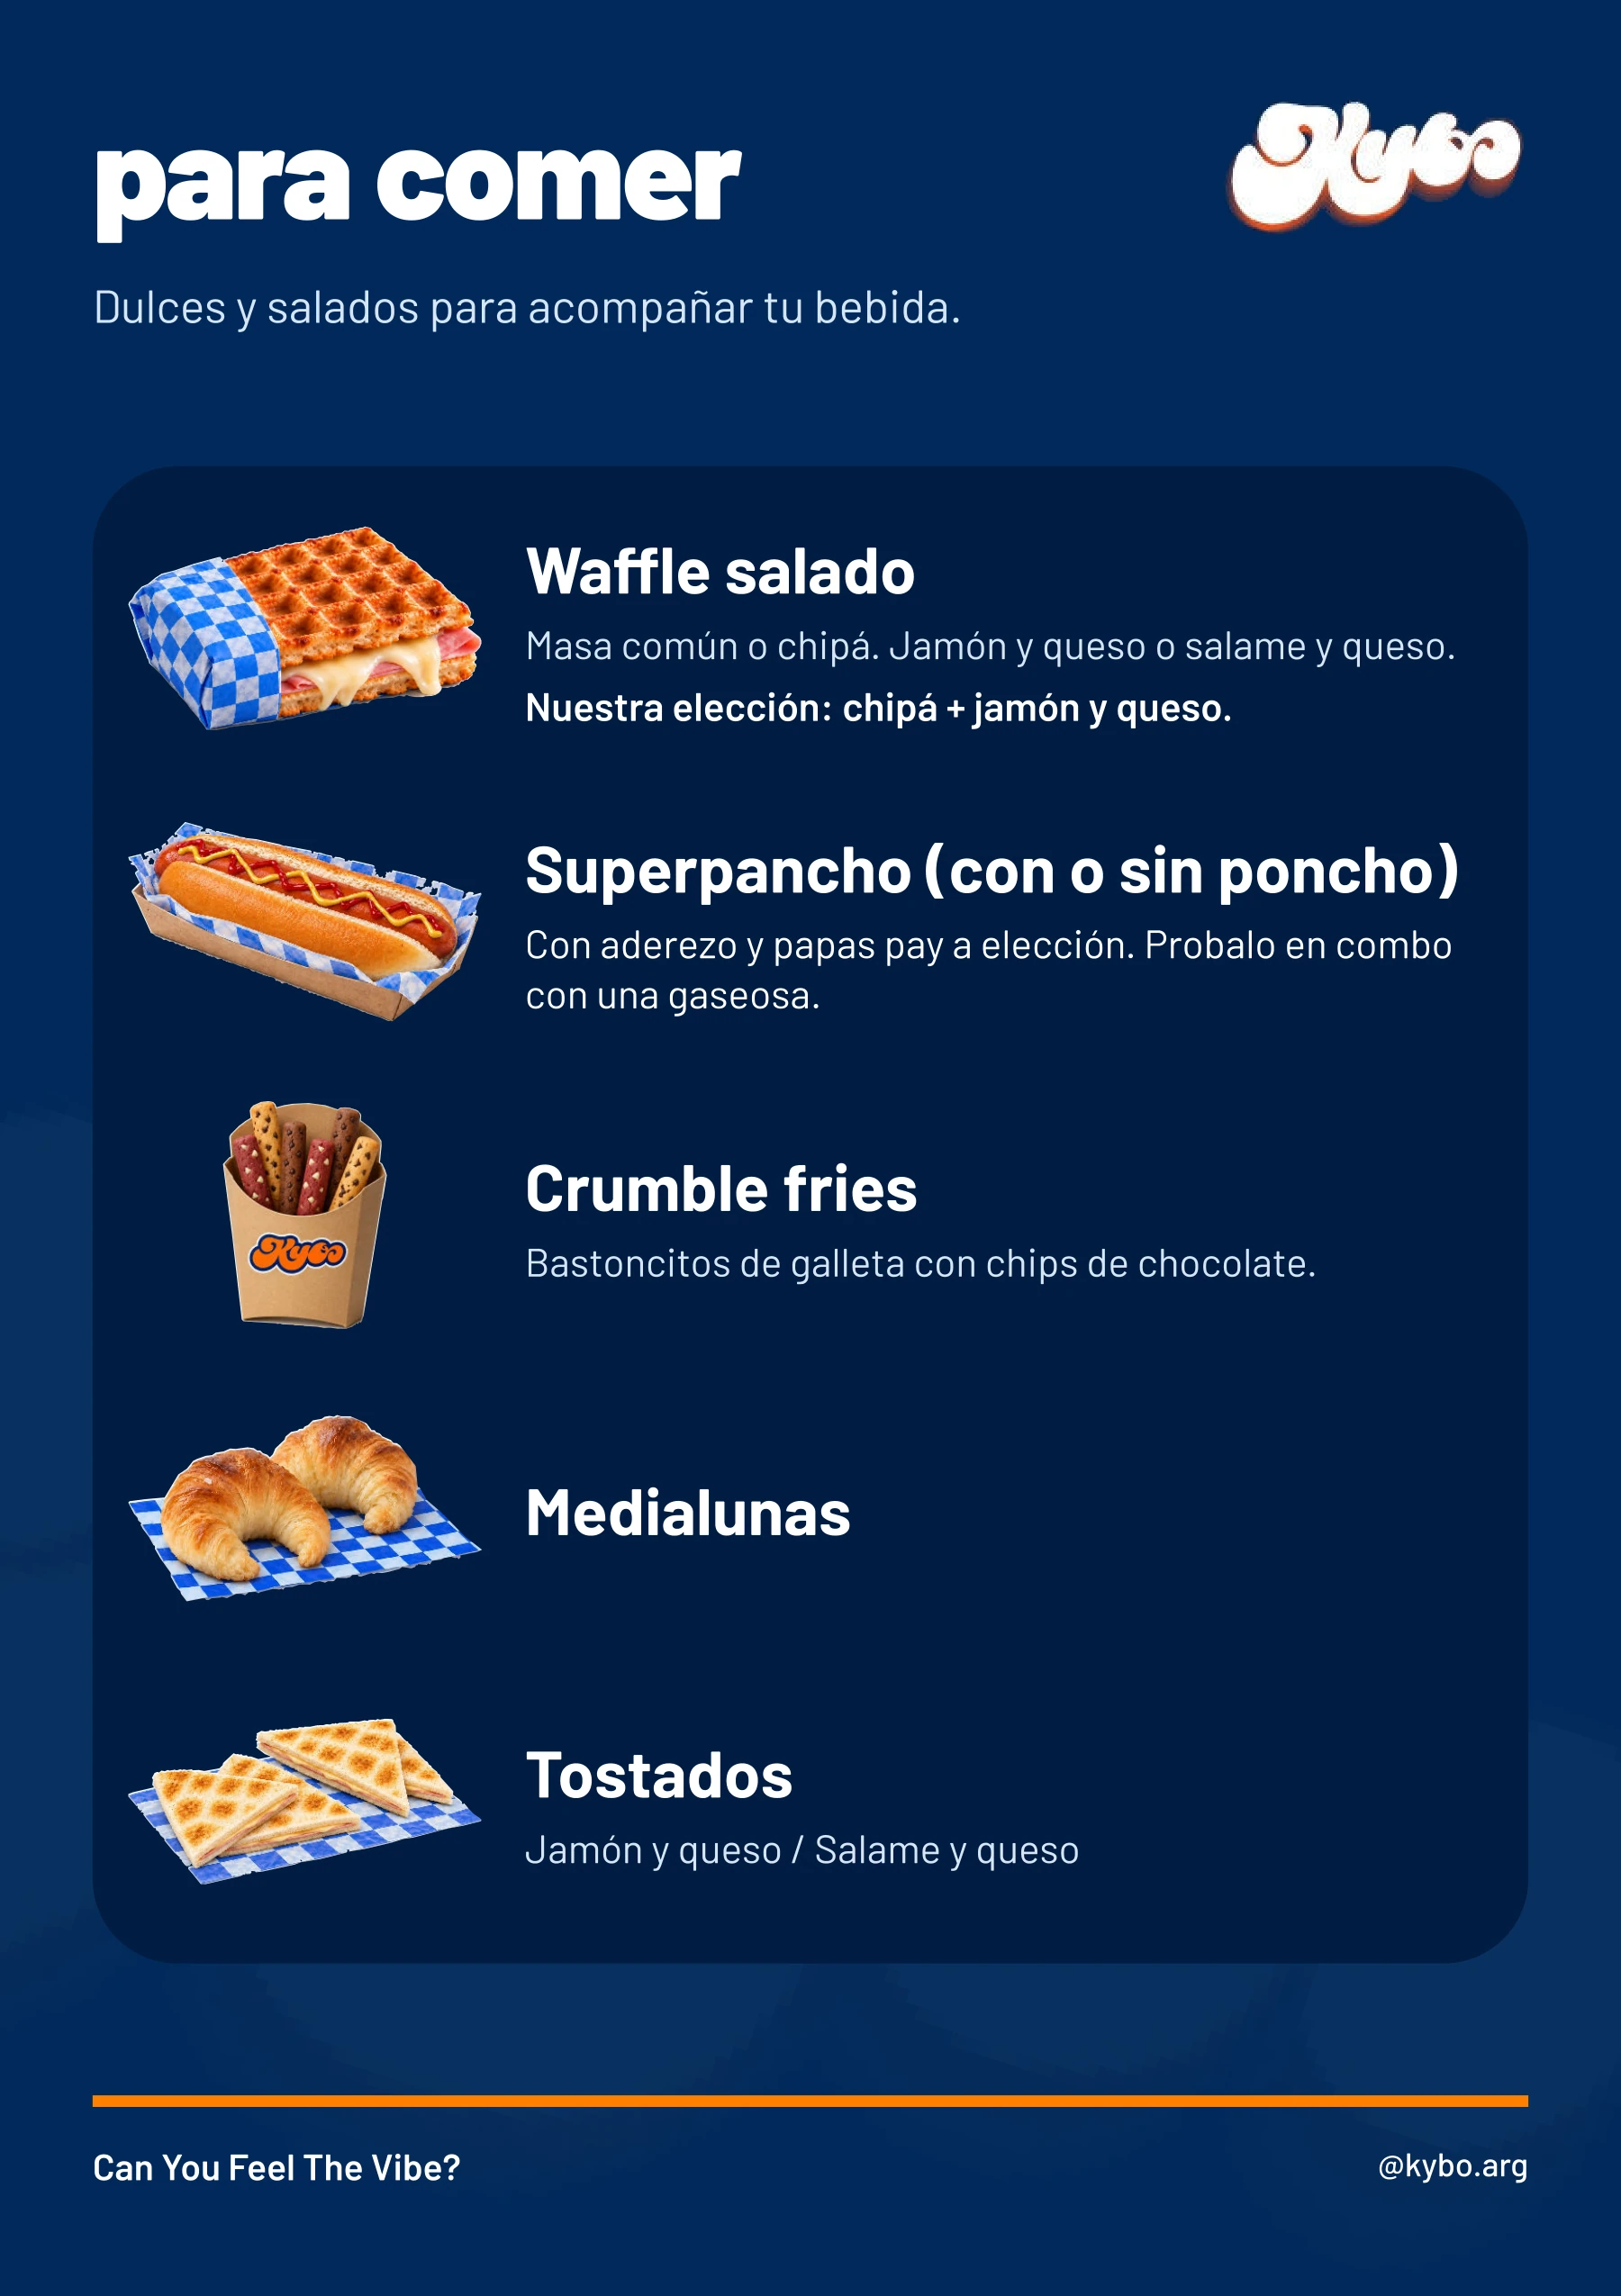 para comer
Kybo
Dulces y salados para acompañar tu bebida.
Waffle salado
Masa común o chipá. Jamón y queso o salame y queso.
Nuestra elección: chipá + jamón y queso.
Superpancho (con o sin poncho)
Con aderezo y papas pay a elección. Probalo en combo
con una gaseosa.
Kybo
Crumble fries
Bastoncitos de galleta con chips de chocolate.
Medialunas
Tostados
Jamón y queso / Salame y queso
Can You Feel The Vibe?
@kybo.arg